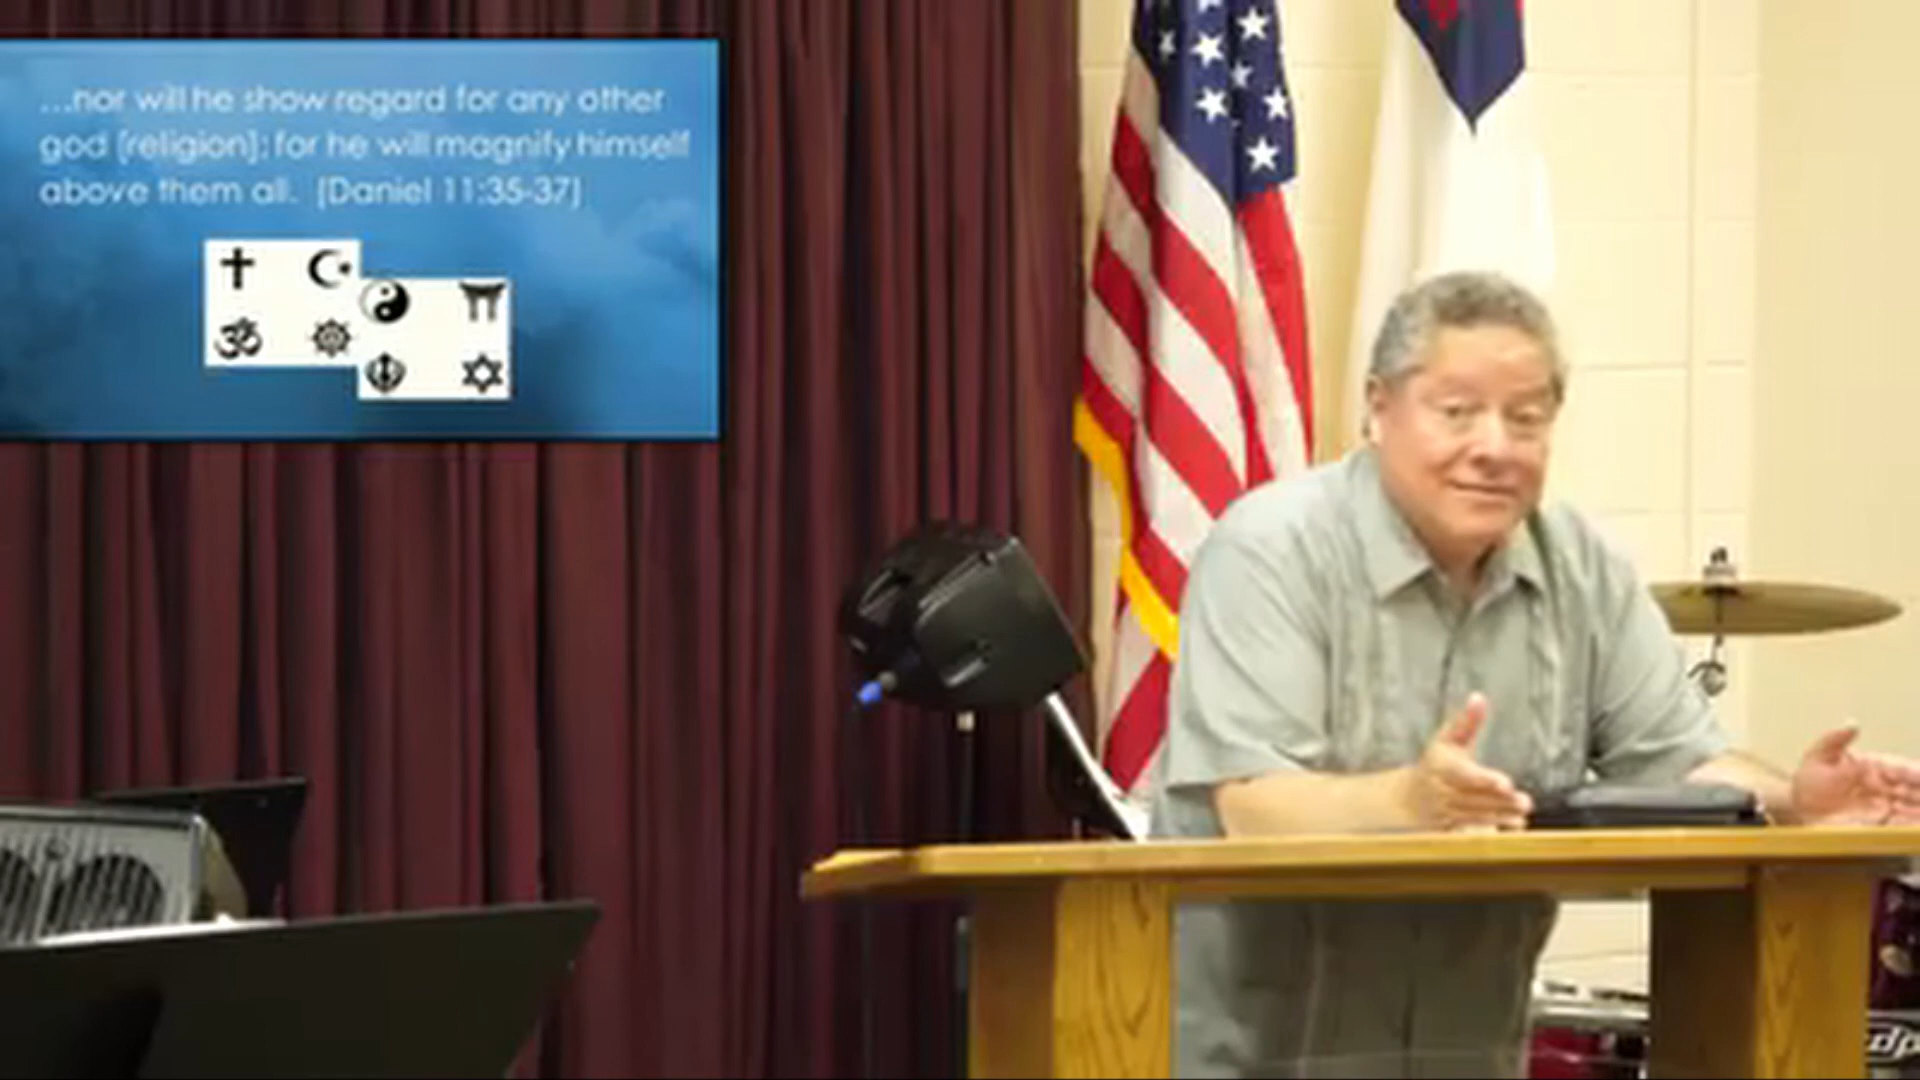 ...nor will he show regard for any other
god [religion]; for he will magnify himself
above them all. [Daniel 11:35-37]
ॐ
dp